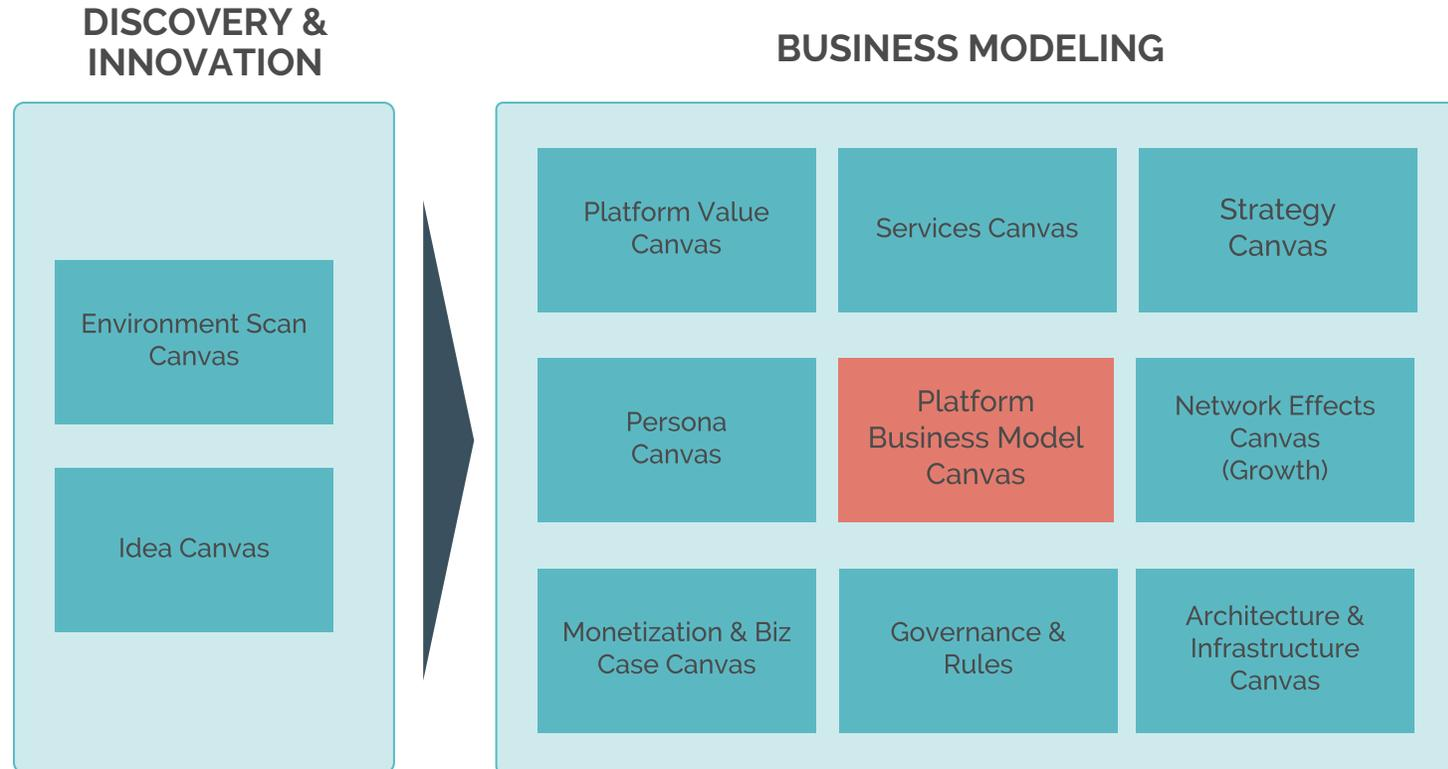 DISCOVERY &
INNOVATION
Environment Scan
Canvas
Idea Canvas
BUSINESS MODELING
Platform Value
Canvas
Services Canvas
Strategy
Canvas
Persona
Canvas
Platform
Business Model
Canvas
Network Effects
Canvas
(Growth)
Monetization & Biz
Case Canvas
Governance &
Rules
Architecture &
Infrastructure
Canvas